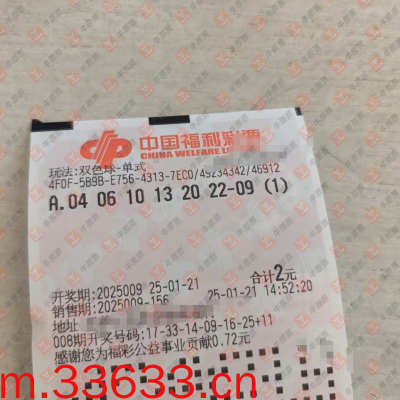 中国福利彩票
CHINA WELFARE
玩法:双色球-单式
4F0F-5B9B-E756-4313-7EC0/49234342/46912
A.04 06 10 13 20 22-09 (1)
开奖期:2025009 25-01-21 合计2元
销售期:2025009-156 25-01-21 14:52:20
地址
008期开奖号码:17-33-14-09-16-25+11
感谢您为福彩公益事业贡献0.72元
m.33633.cn